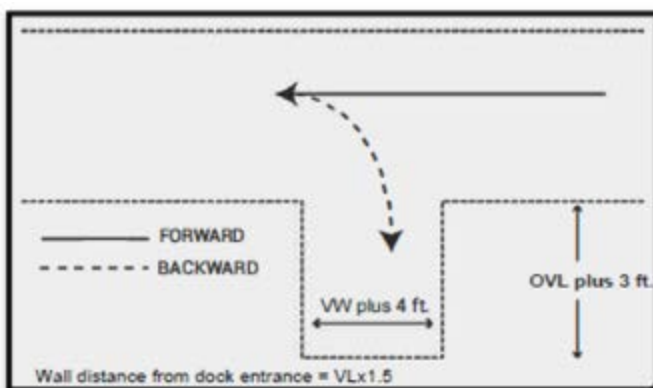 FORWARD
BACKWARD
OVL plus 3 ft.
VW plus 4 ft.
Wall distance from dock entrance = VLx1.5